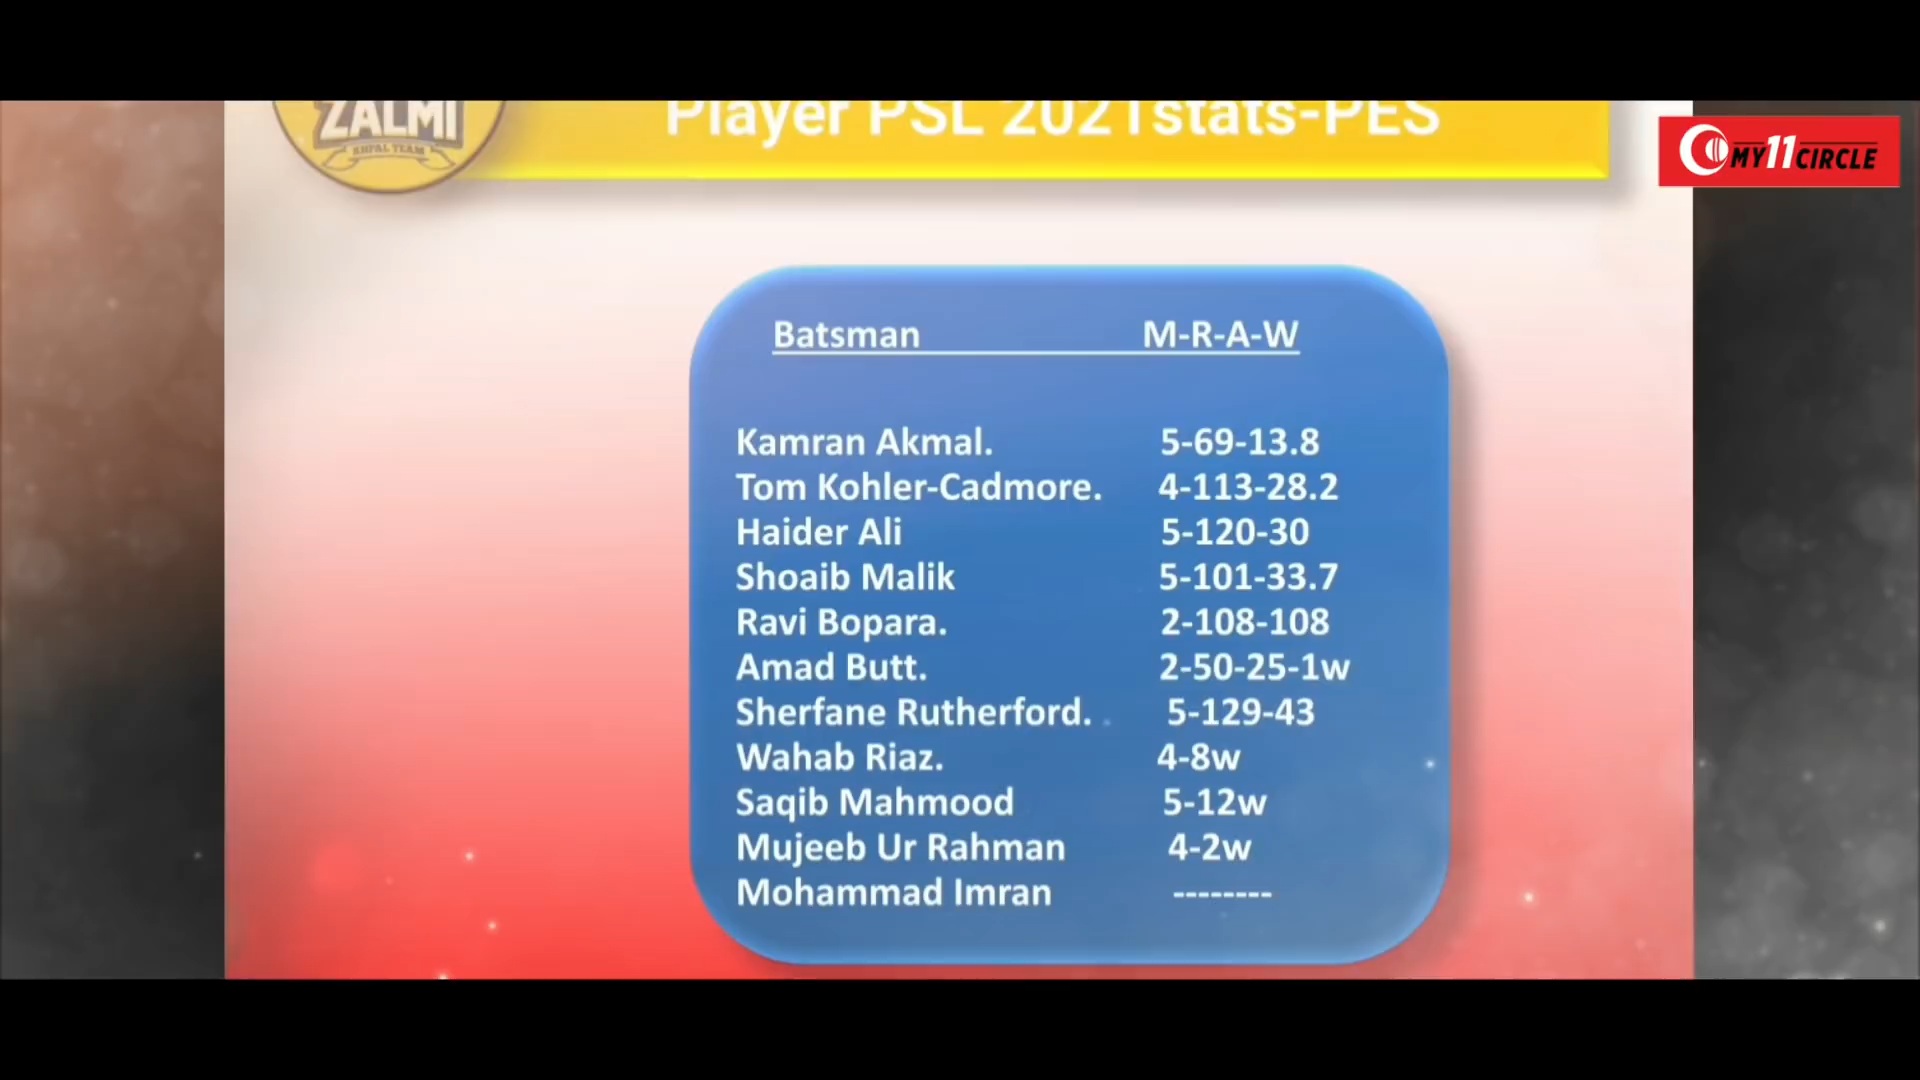 ZALMI
KHPAL TEAM
Player PSL 2021stats-PES
MY11CIRCLE
Batsman M-R-A-W
Kamran Akmal. 5-69-13.8
Tom Kohler-Cadmore. 4-113-28.2
Haider Ali 5-120-30
Shoaib Malik 5-101-33.7
Ravi Bopara. 2-108-108
Amad Butt. 2-50-25-1w
Sherfane Rutherford. 5-129-43
Wahab Riaz. 4-8w
Saqib Mahmood 5-12w
Mujeeb Ur Rahman 4-2w
Mohammad Imran --------